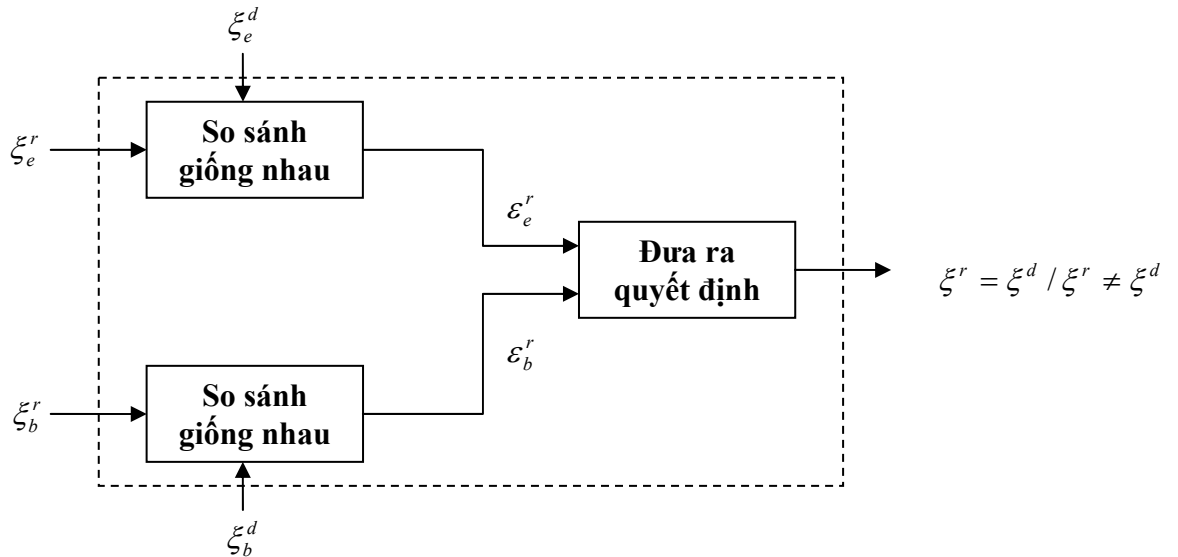 ξ_e^d
ξ_e^r
So sánh
giống nhau
ε_e^r
Đưa ra
quyết định
ξ^r = ξ^d / ξ^r ≠ ξ^d
ε_b^r
ξ_b^r
So sánh
giống nhau
ξ_b^d